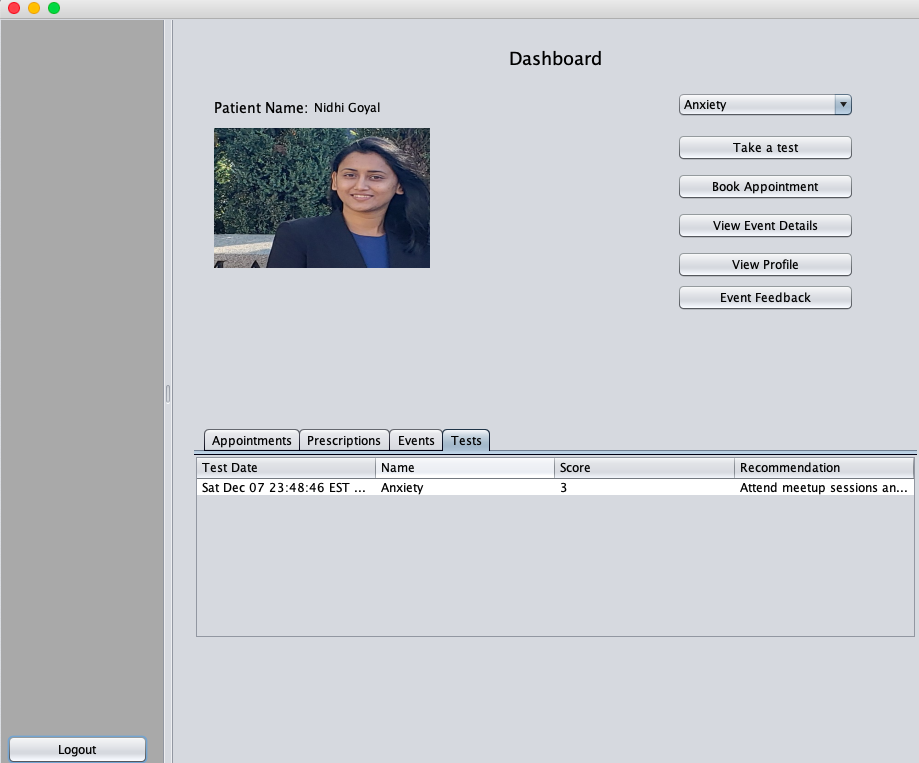 Dashboard
Patient Name: Nidhi Goyal
Anxiety
Take a test
Book Appointment
View Event Details
View Profile
Event Feedback
Appointments Prescriptions Events Tests
Test Date Name Score Recommendation
Sat Dec 07 23:48:46 EST ... Anxiety 3 Attend meetup sessions an...
Logout